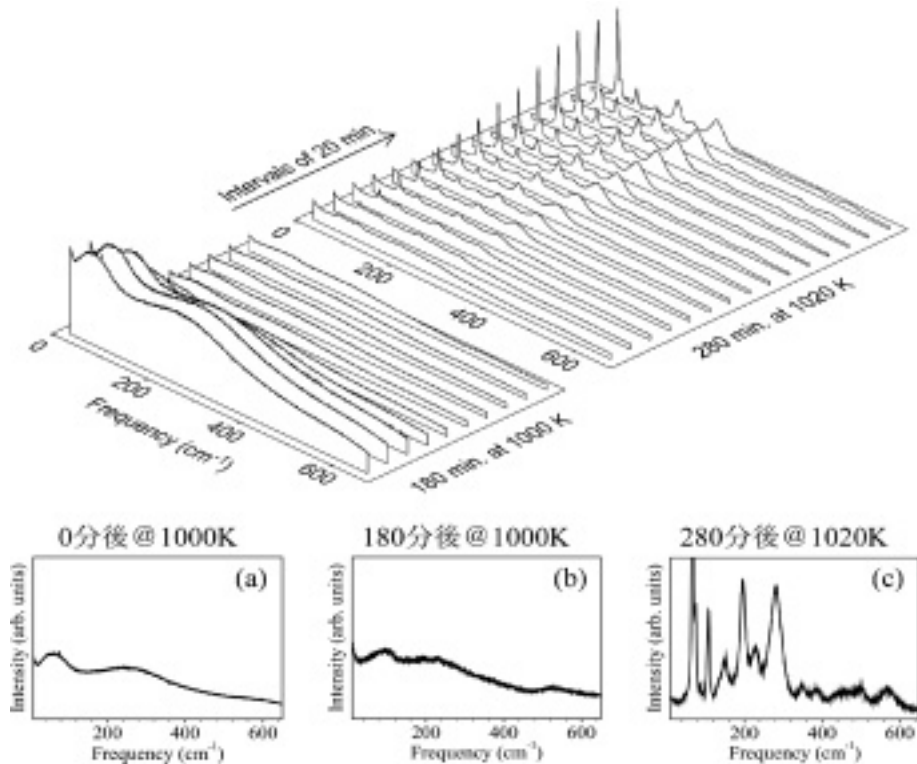 Intervals of 20 min
0
200
400
600
280 min. at 1020 K
0
200
400
600
Frequency (cm⁻¹)
180 min. at 1000 K
0分後@1000K
180分後@1000K
280分後@1020K
(a)
(b)
(c)
Intensity (arb. units)
Intensity (arb. units)
Intensity (arb. units)
200 400 600
200 400 600
200 400 600
Frequency (cm⁻¹)
Frequency (cm⁻¹)
Frequency (cm⁻¹)